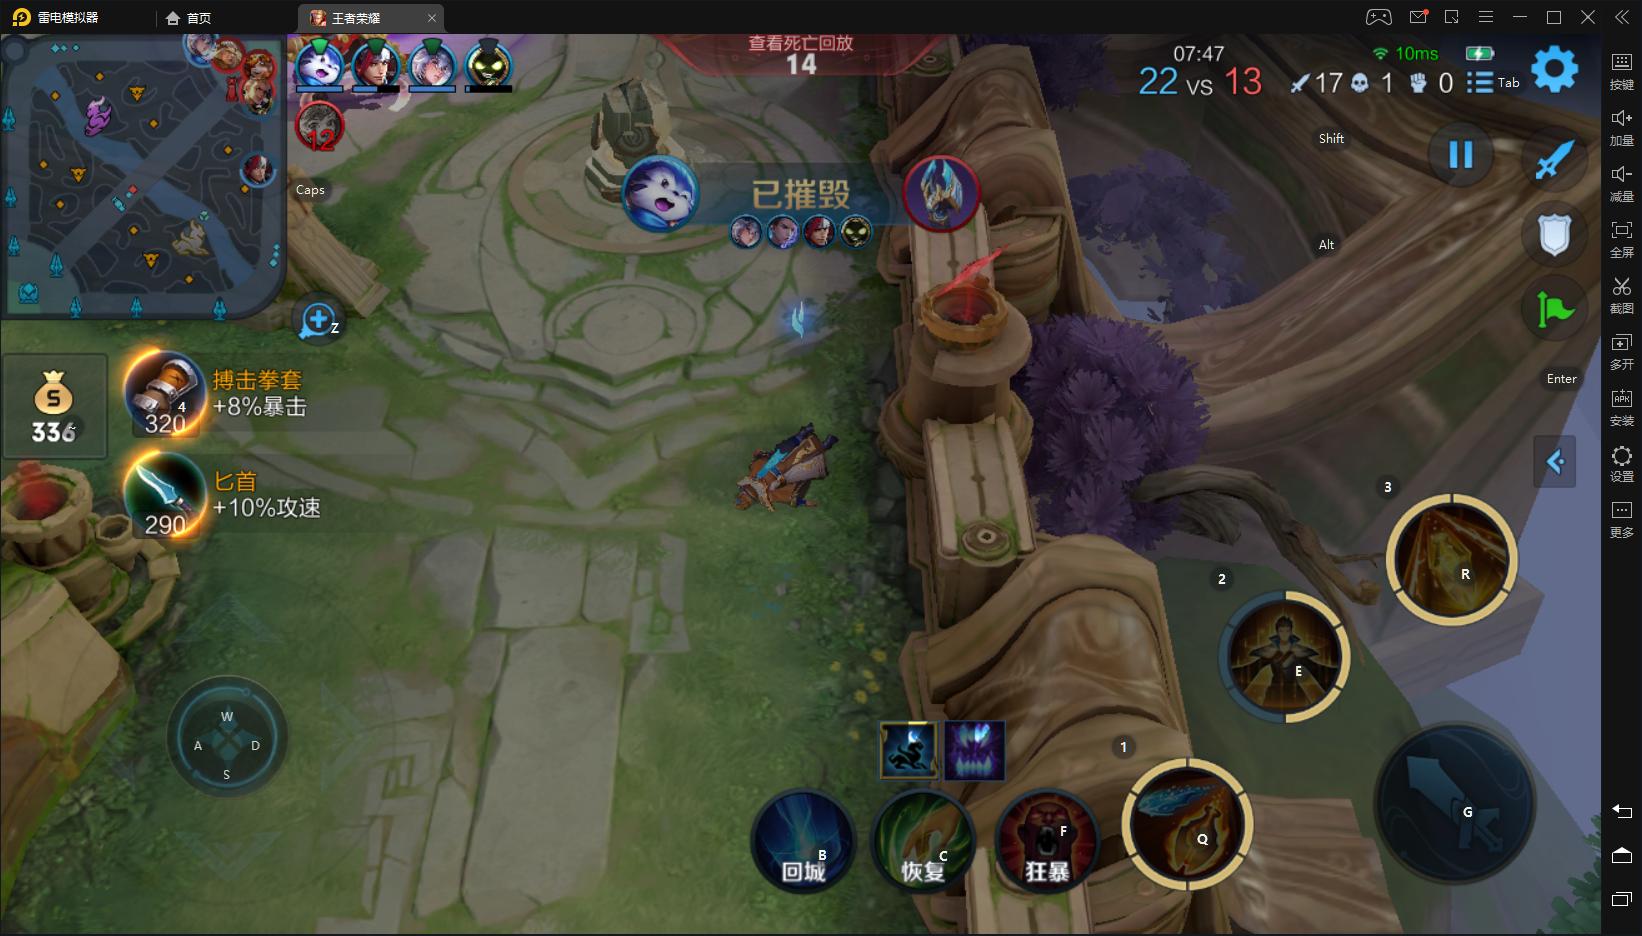 雷电模拟器
首页
王者荣耀
查看死亡回放
14
07:47
10ms
22 vs 13
17
1
0
Tab
按键
加量
减量
全屏
截图
多开
安装
设置
更多
APK
12
Caps
已摧毁
Shift
Alt
Enter
Z
S
336
~
搏击拳套
+8%暴击
4
320
匕首
+10%攻速
290
3
R
2
E
W
A
D
S
1
Q
G
回城
B
恢复
C
狂暴
F